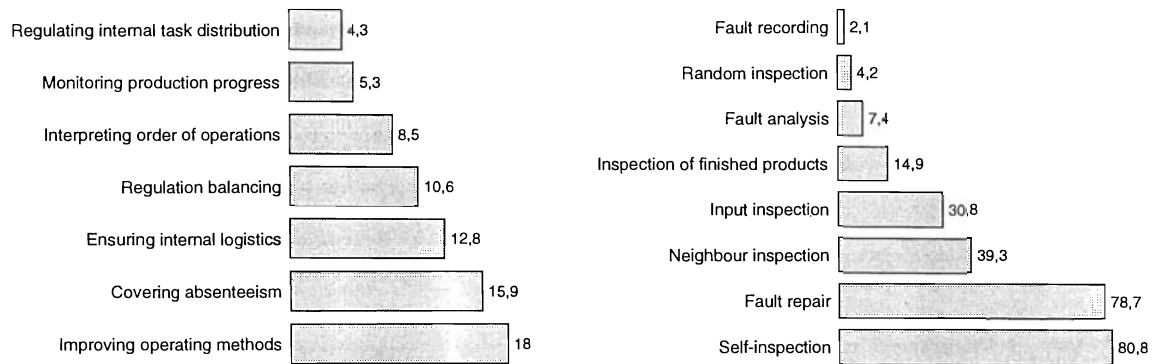 Regulating internal task distribution 4,3
Monitoring production progress 5,3
Interpreting order of operations 8,5
Regulation balancing 10,6
Ensuring internal logistics 12,8
Covering absenteeism 15,9
Improving operating methods 18
Fault recording 2,1
Random inspection 4,2
Fault analysis 7,4
Inspection of finished products 14,9
Input inspection 30,8
Neighbour inspection 39,3
Fault repair 78,7
Self-inspection 80,8